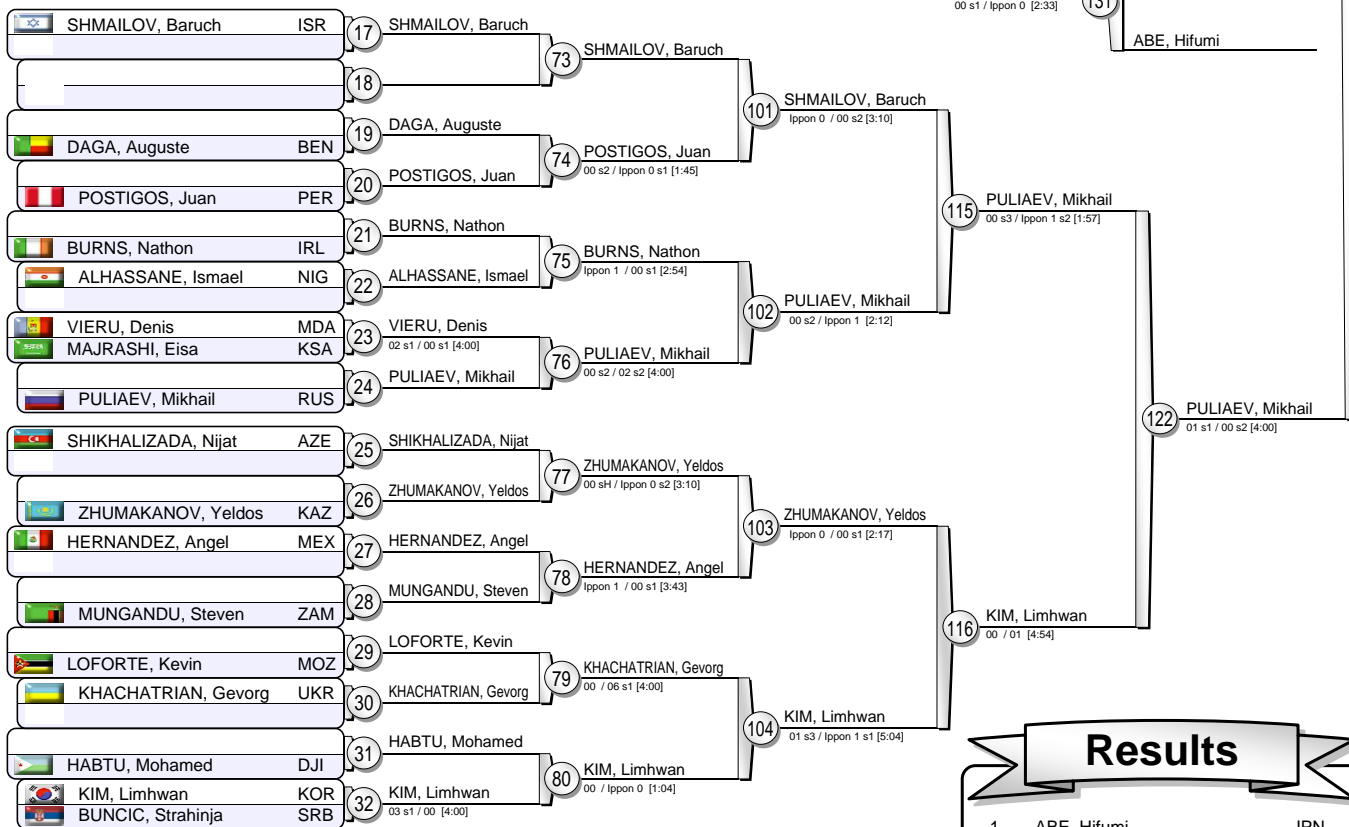 00 s1 / Ippon 0 [2:33]
131
ABE, Hifumi
SHMAILOV, Baruch ISR
17
SHMAILOV, Baruch
18
73
SHMAILOV, Baruch
DAGA, Auguste BEN
19
DAGA, Auguste
POSTIGOS, Juan PER
20
POSTIGOS, Juan
74
POSTIGOS, Juan
00 s2 / Ippon 0 s1 [1:45]
101
SHMAILOV, Baruch
Ippon 0 / 00 s2 [3:10]
BURNS, Nathon IRL
21
BURNS, Nathon
ALHASSANE, Ismael NIG
22
ALHASSANE, Ismael
75
BURNS, Nathon
Ippon 1 / 00 s1 [2:54]
VIERU, Denis MDA
MAJRASHI, Eisa KSA
23
VIERU, Denis
02 s1 / 00 s1 [4:00]
PULIAEV, Mikhail RUS
24
PULIAEV, Mikhail
76
PULIAEV, Mikhail
00 s2 / 02 s2 [4:00]
102
PULIAEV, Mikhail
00 s2 / Ippon 1 [2:12]
115
PULIAEV, Mikhail
00 s3 / Ippon 1 s2 [1:57]
SHIKHALIZADA, Nijat AZE
25
SHIKHALIZADA, Nijat
ZHUMAKANOV, Yeldos KAZ
26
ZHUMAKANOV, Yeldos
77
ZHUMAKANOV, Yeldos
00 sH / Ippon 0 s2 [3:10]
HERNANDEZ, Angel MEX
27
HERNANDEZ, Angel
MUNGANDU, Steven ZAM
28
MUNGANDU, Steven
78
HERNANDEZ, Angel
Ippon 1 / 00 s1 [3:43]
103
ZHUMAKANOV, Yeldos
Ippon 0 / 00 s1 [2:17]
LOFORTE, Kevin MOZ
29
LOFORTE, Kevin
KHACHATRIAN, Gevorg UKR
30
KHACHATRIAN, Gevorg
79
KHACHATRIAN, Gevorg
00 / 06 s1 [4:00]
HABTU, Mohamed DJI
31
HABTU, Mohamed
KIM, Limhwan KOR
BUNCIC, Strahinja SRB
32
KIM, Limhwan
03 s1 / 00 [4:00]
80
KIM, Limhwan
00 / Ippon 0 [1:04]
104
KIM, Limhwan
01 s3 / Ippon 1 s1 [5:04]
116
KIM, Limhwan
00 / 01 [4:54]
122
PULIAEV, Mikhail
01 s1 / 00 s2 [4:00]
Results
1 ABE, Hifumi JPN